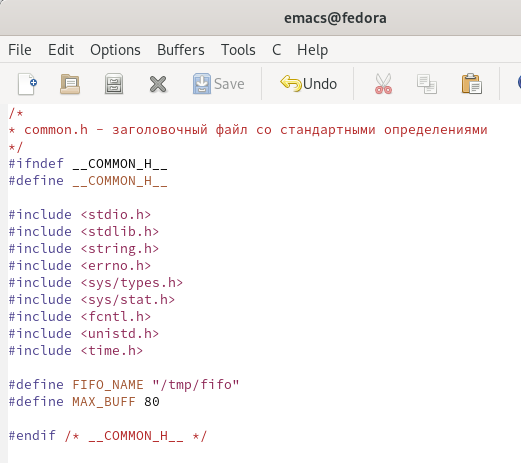 emacs@fedora
File Edit Options Buffers Tools C Help
Save Undo
/*
* common.h - заголовочный файл со стандартными определениями
*/
#ifndef __COMMON_H__
#define __COMMON_H__
#include <stdio.h>
#include <stdlib.h>
#include <string.h>
#include <errno.h>
#include <sys/types.h>
#include <sys/stat.h>
#include <fcntl.h>
#include <unistd.h>
#include <time.h>
#define FIFO_NAME "/tmp/fifo"
#define MAX_BUFF 80
#endif /* __COMMON_H__ */